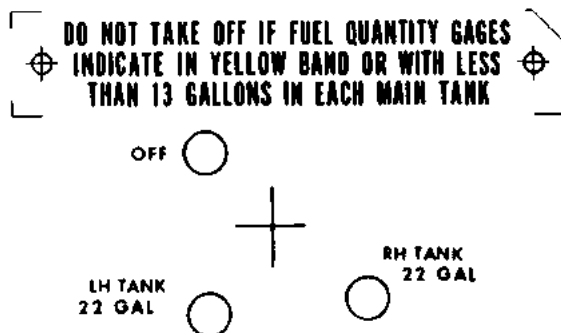 DO NOT TAKE OFF IF FUEL QUANTITY GAGES
INDICATE IN YELLOW BAND OR WITH LESS
THAN 13 GALLONS IN EACH MAIN TANK
OFF
RH TANK
22 GAL
LH TANK
22 GAL